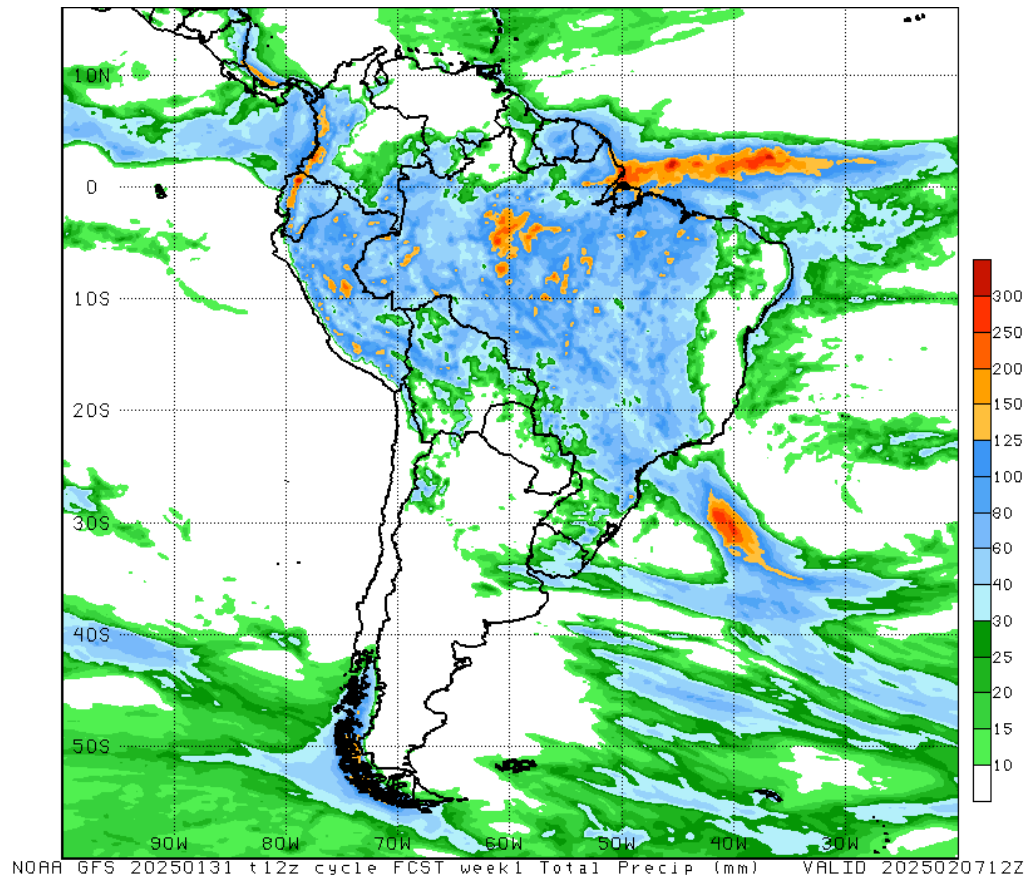 10N
0
10S
20S
30S
40S
50S
90W 80W 70W 60W 50W 40W 30W
300
250
200
150
125
100
80
60
40
30
25
20
15
10
NOAA GFS 20250131 t12z cycle FCST week1 Total Precip (mm) VALID 2025020712Z